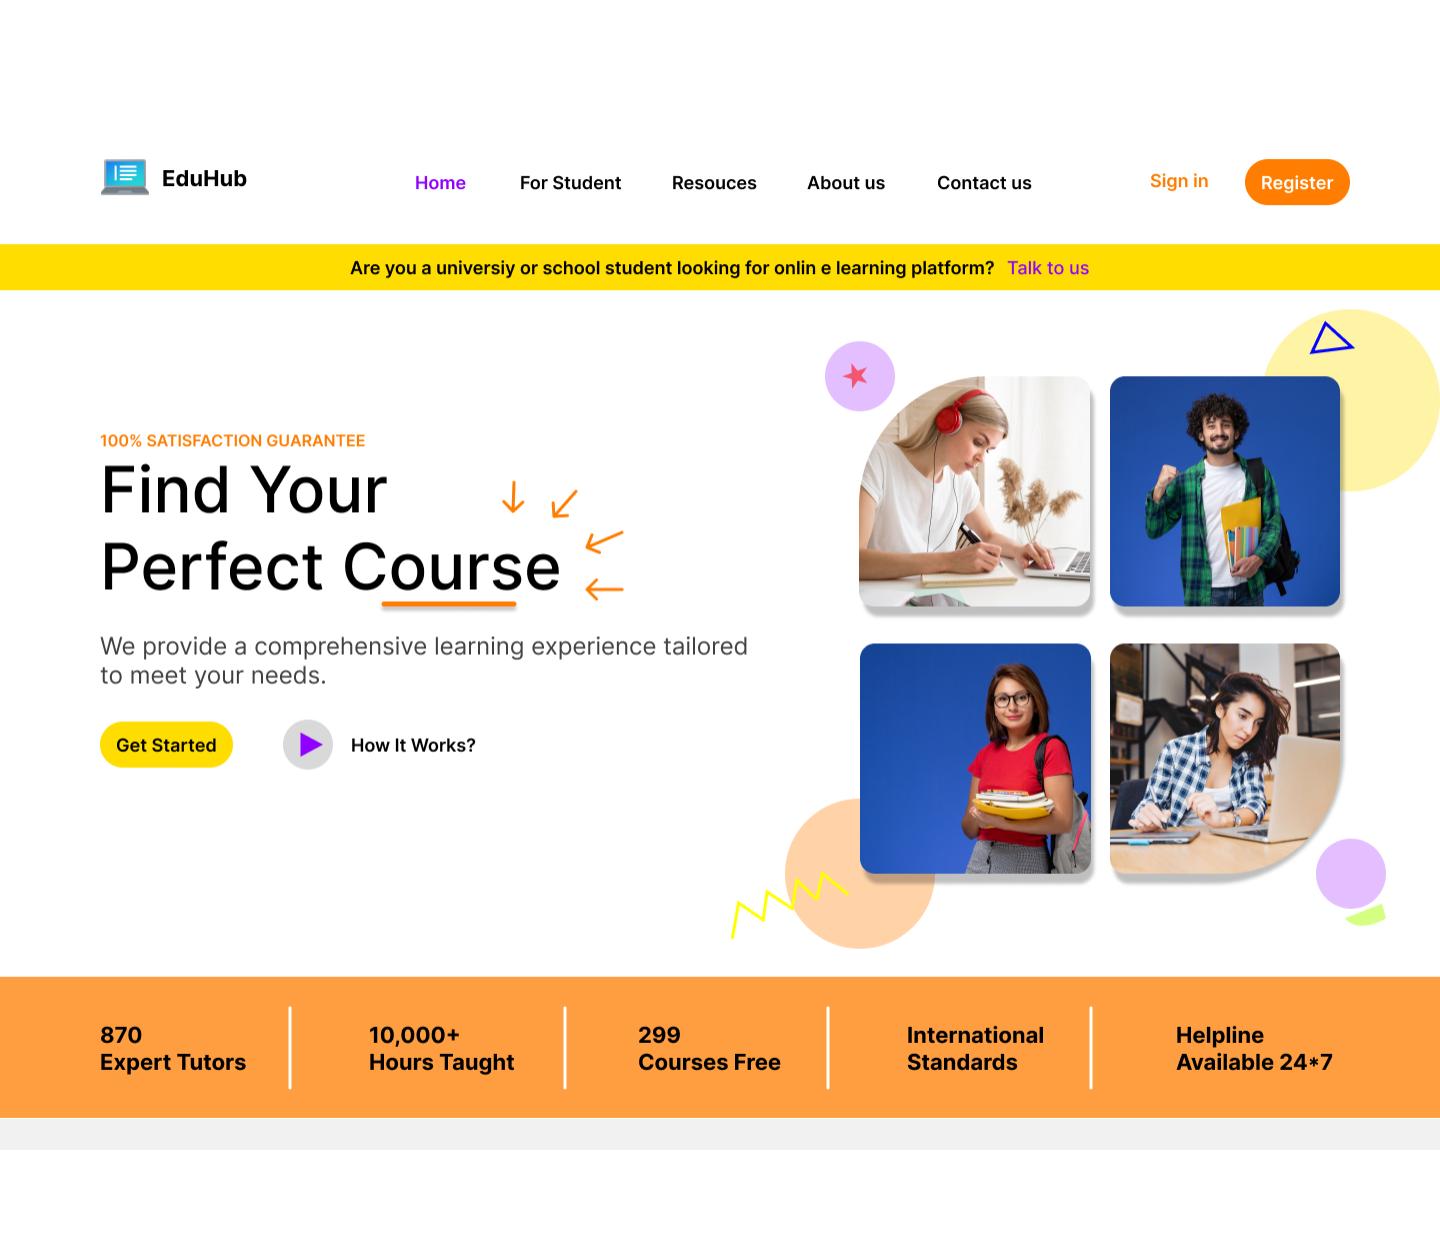 EduHub
Home For Student Resouces About us Contact us
Sign in Register
Are you a universiy or school student looking for onlin e learning platform? Talk to us
100% SATISFACTION GUARANTEE
Find Your
Perfect Course
We provide a comprehensive learning experience tailored
to meet your needs.
Get Started How It Works?
870
Expert Tutors
10,000+
Hours Taught
299
Courses Free
International
Standards
Helpline
Available 24*7